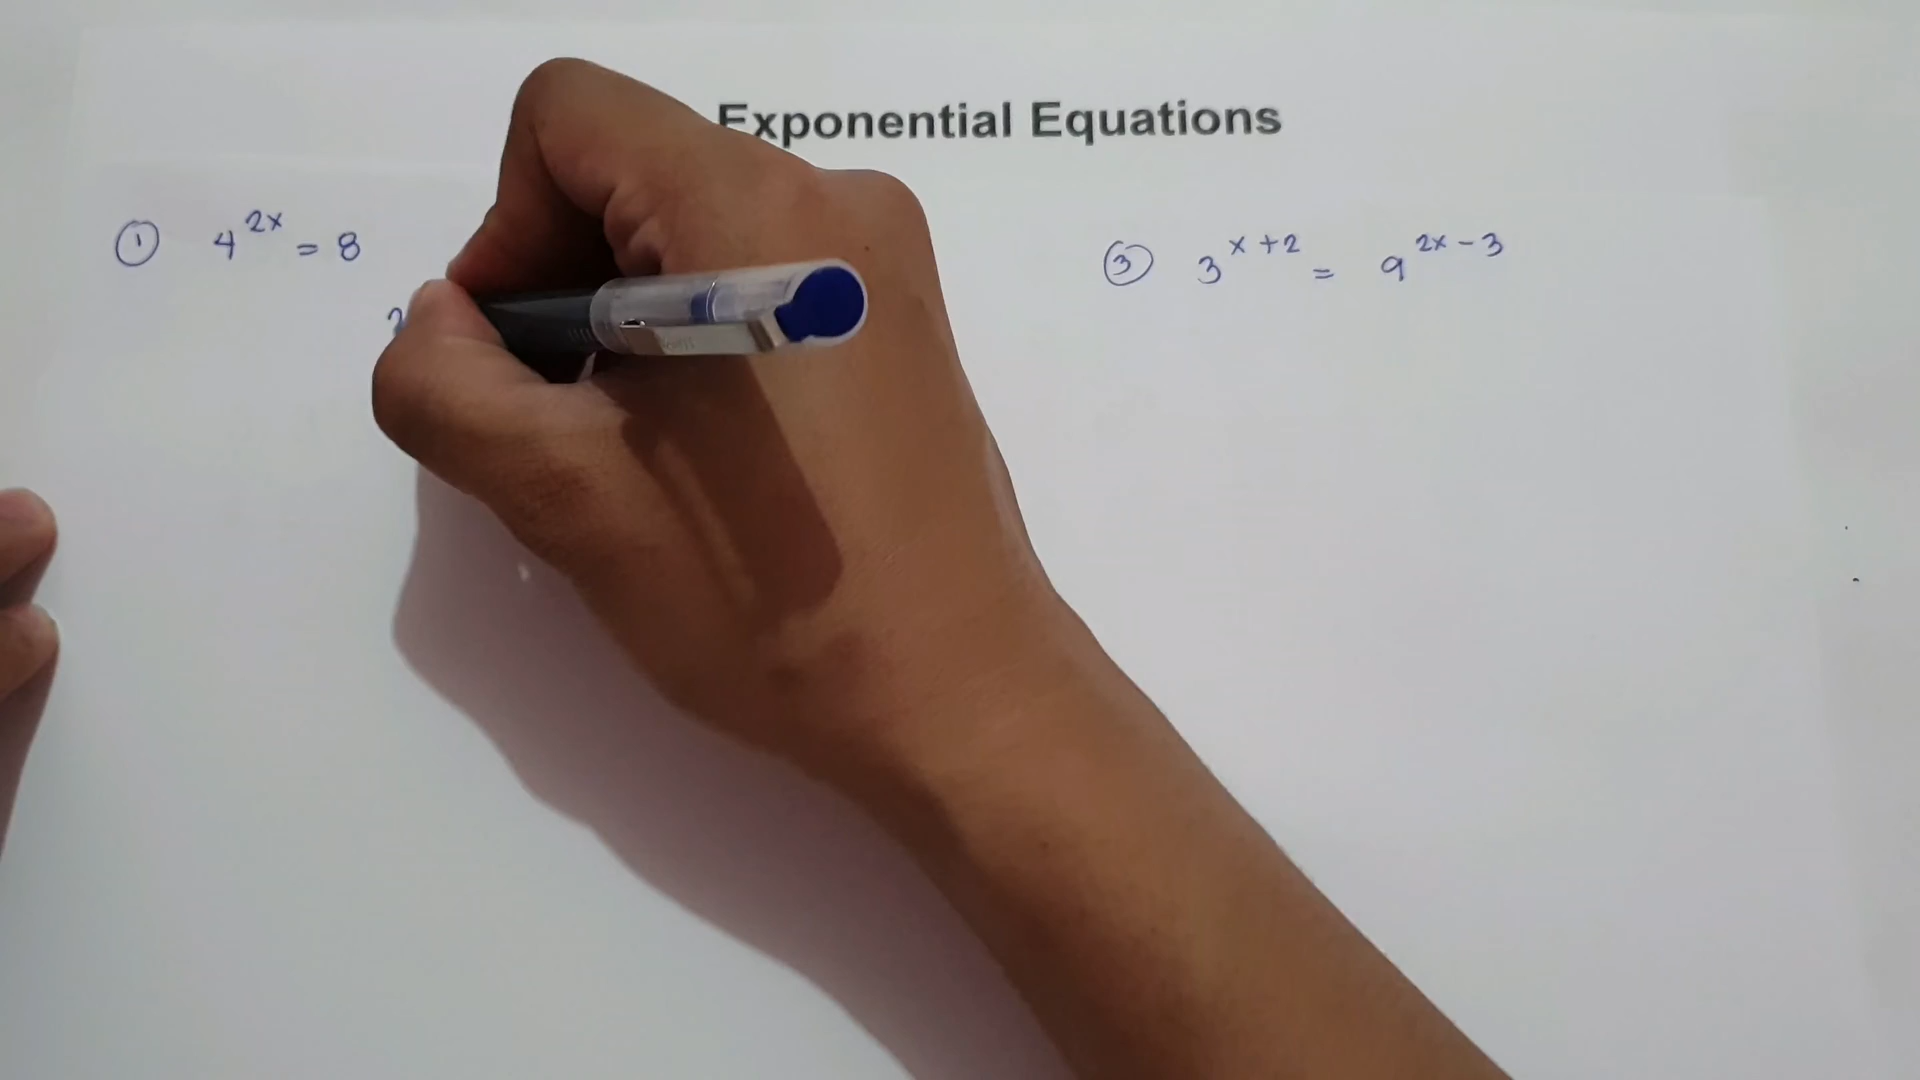 Exponential Equations
① 4^{2x} = 8
③ 3^{x+2} = 9^{2x-3}